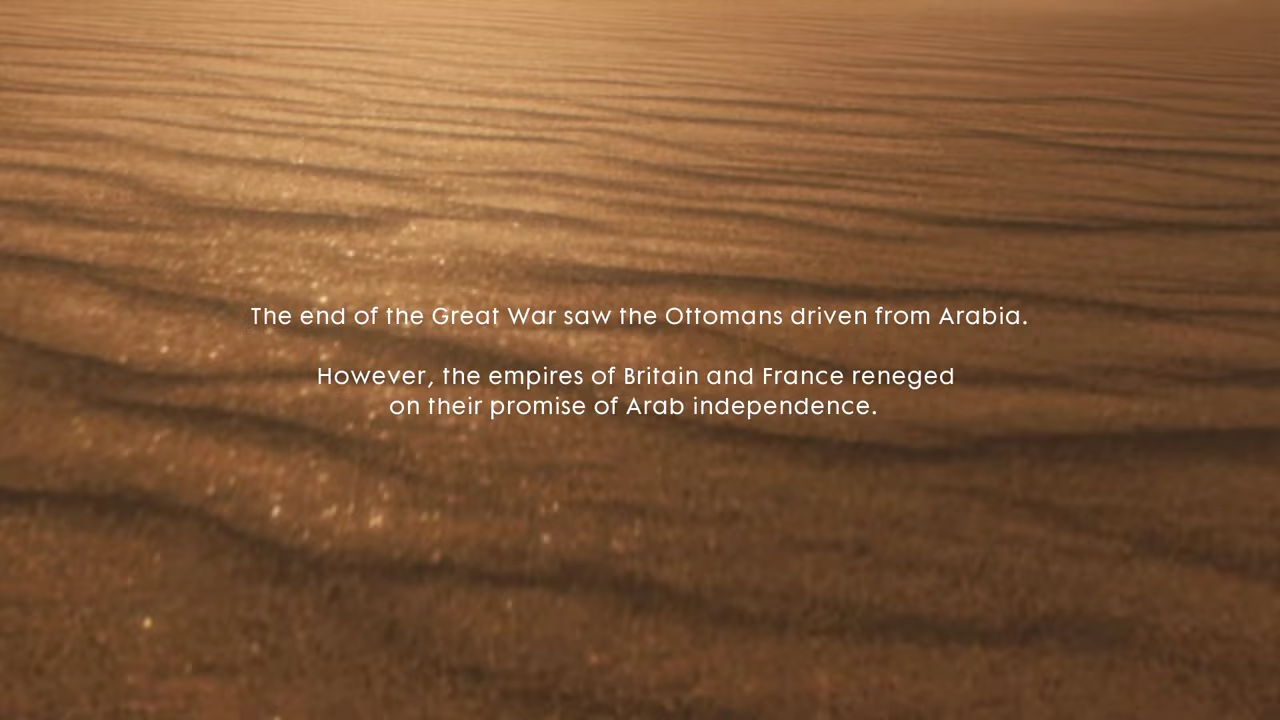 The end of the Great War saw the Ottomans driven from Arabia.
However, the empires of Britain and France reneged
on their promise of Arab independence.